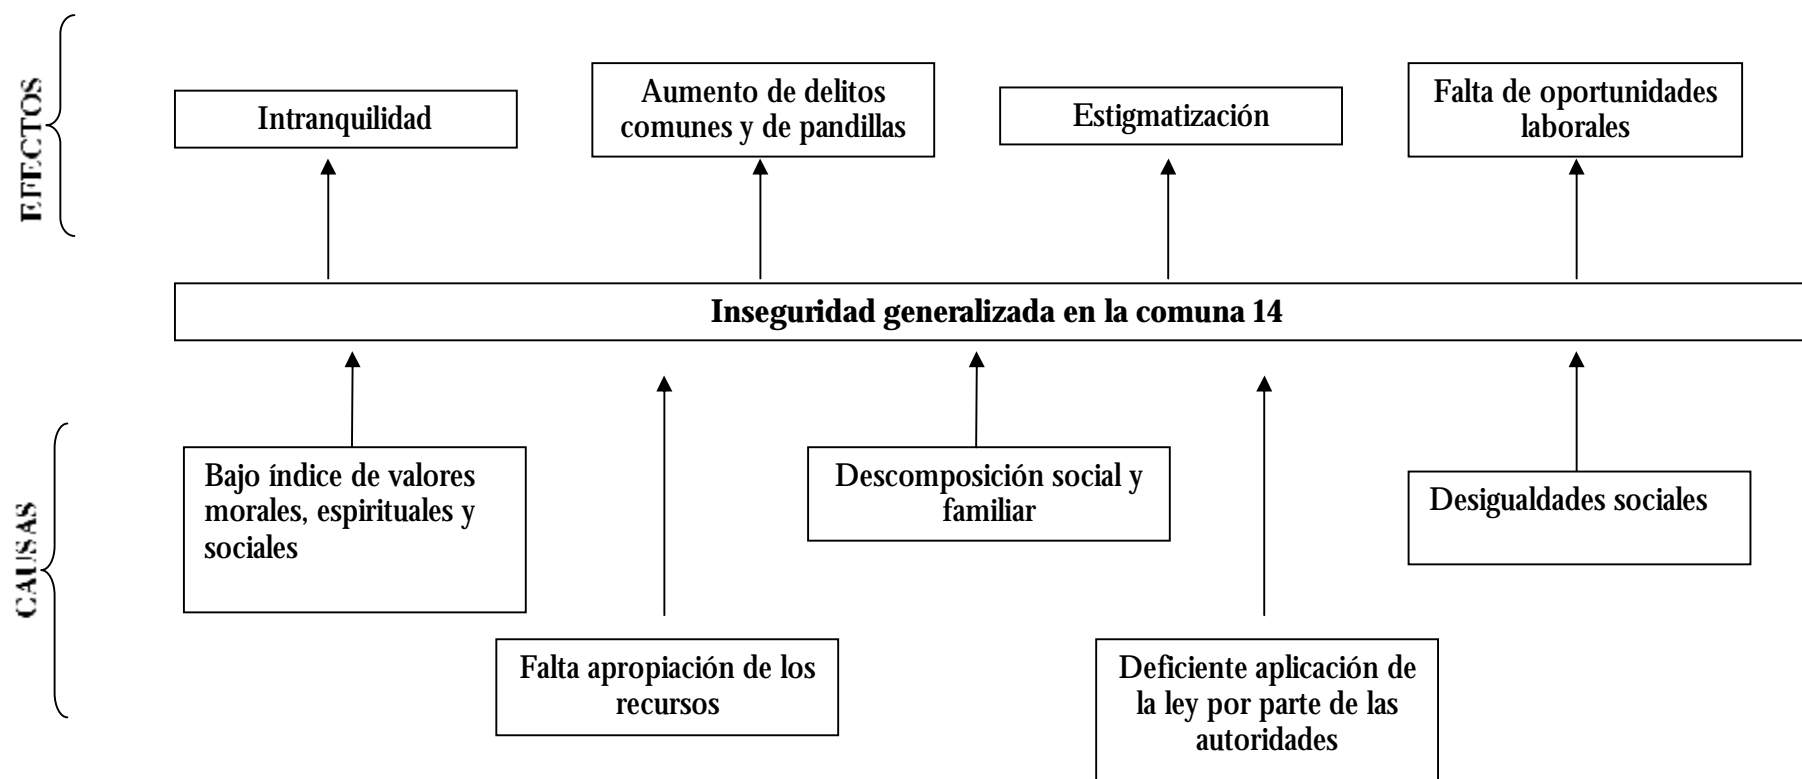 EFECTOS
Intranquilidad
Aumento de delitos
comunes y de pandillas
Estigmatización
Falta de oportunidades
laborales
Inseguridad generalizada en la comuna 14
CAUSAS
Bajo índice de valores
morales, espirituales y
sociales
Descomposición social y
familiar
Desigualdades sociales
Falta apropiación de los
recursos
Deficiente aplicación de
la ley por parte de las
autoridades